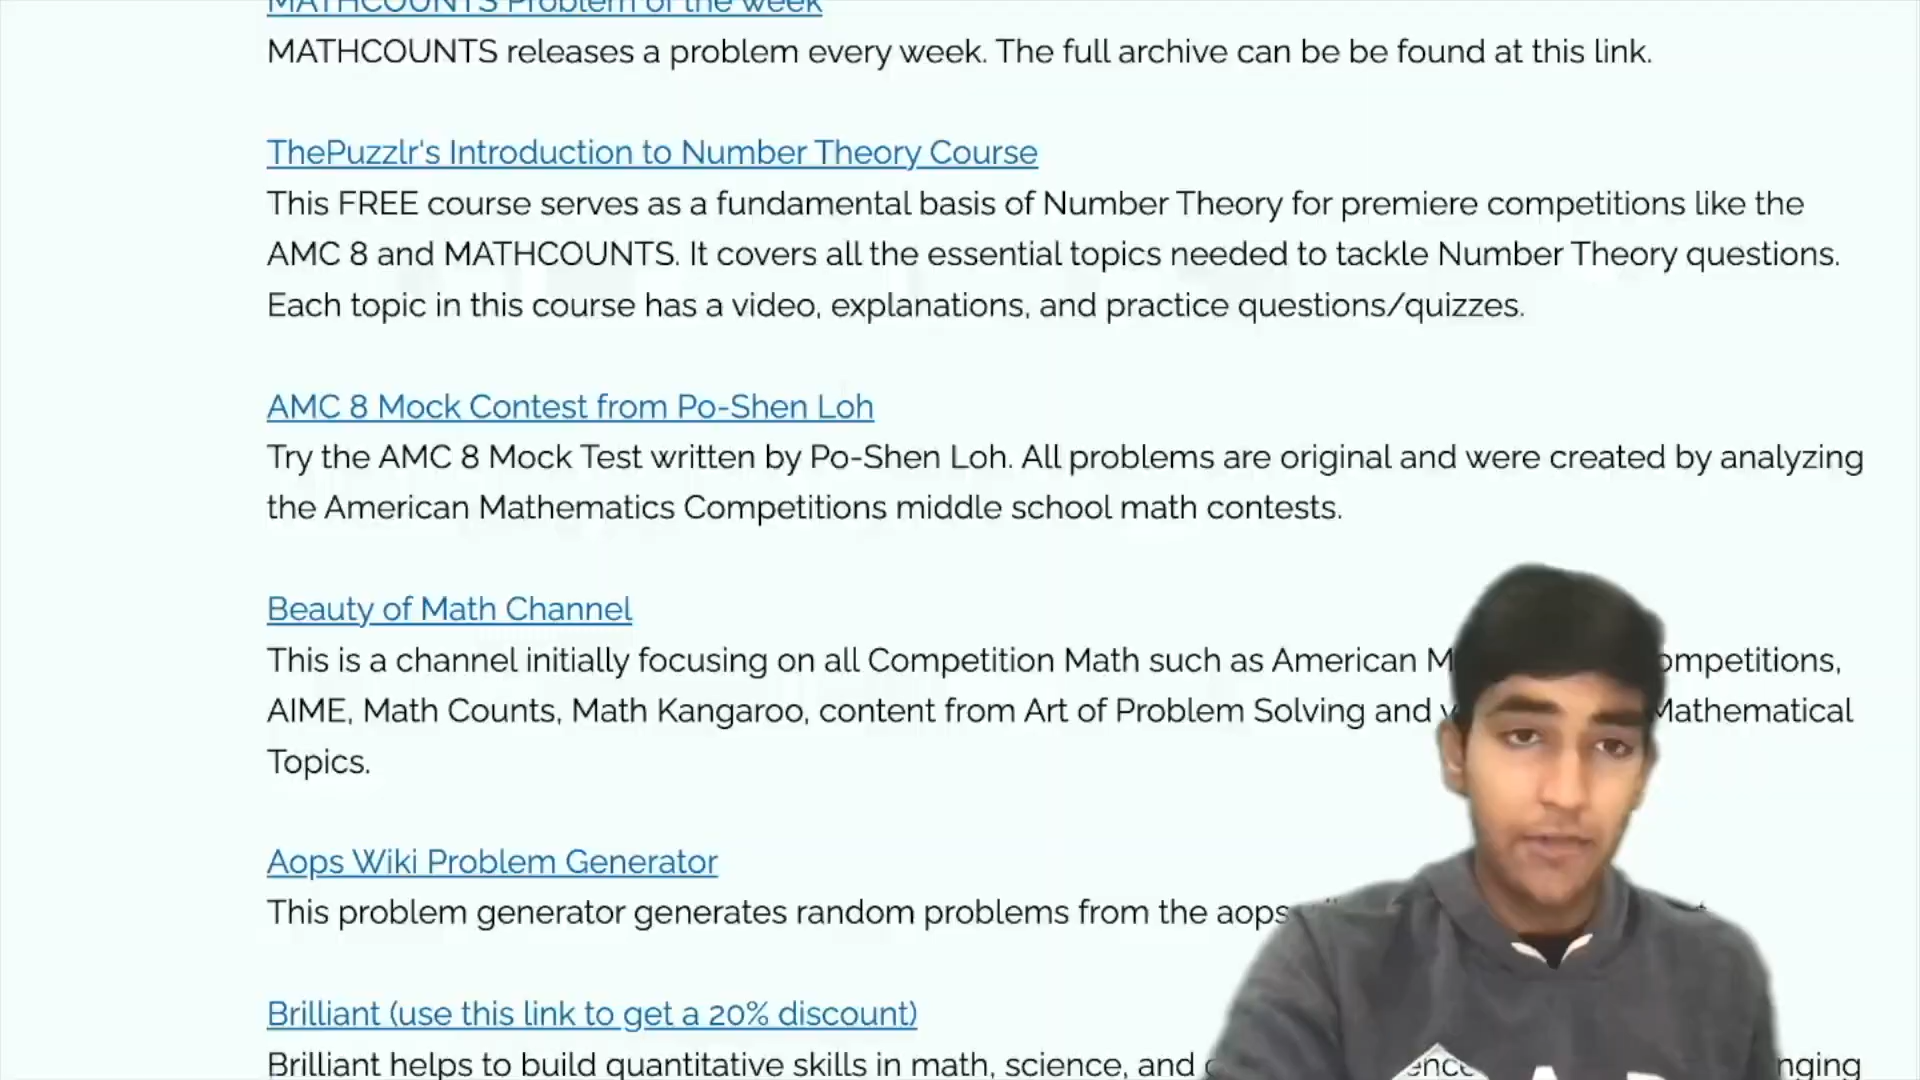 MATHCOUNTS Problem of the week
MATHCOUNTS releases a problem every week. The full archive can be be found at this link.
ThePuzzlr's Introduction to Number Theory Course
This FREE course serves as a fundamental basis of Number Theory for premiere competitions like the
AMC 8 and MATHCOUNTS. It covers all the essential topics needed to tackle Number Theory questions.
Each topic in this course has a video, explanations, and practice questions/quizzes.
AMC 8 Mock Contest from Po-Shen Loh
Try the AMC 8 Mock Test written by Po-Shen Loh. All problems are original and were created by analyzing
the American Mathematics Competitions middle school math contests.
Beauty of Math Channel
This is a channel initially focusing on all Competition Math such as American
AIME, Math Counts, Math Kangaroo, content from Art of Problem Solving and Mathematical
Topics.
Aops Wiki Problem Generator
This problem generator generates random problems from the aops
Brilliant (use this link to get a 20% discount)
Brilliant helps to build quantitative skills in math, science, and